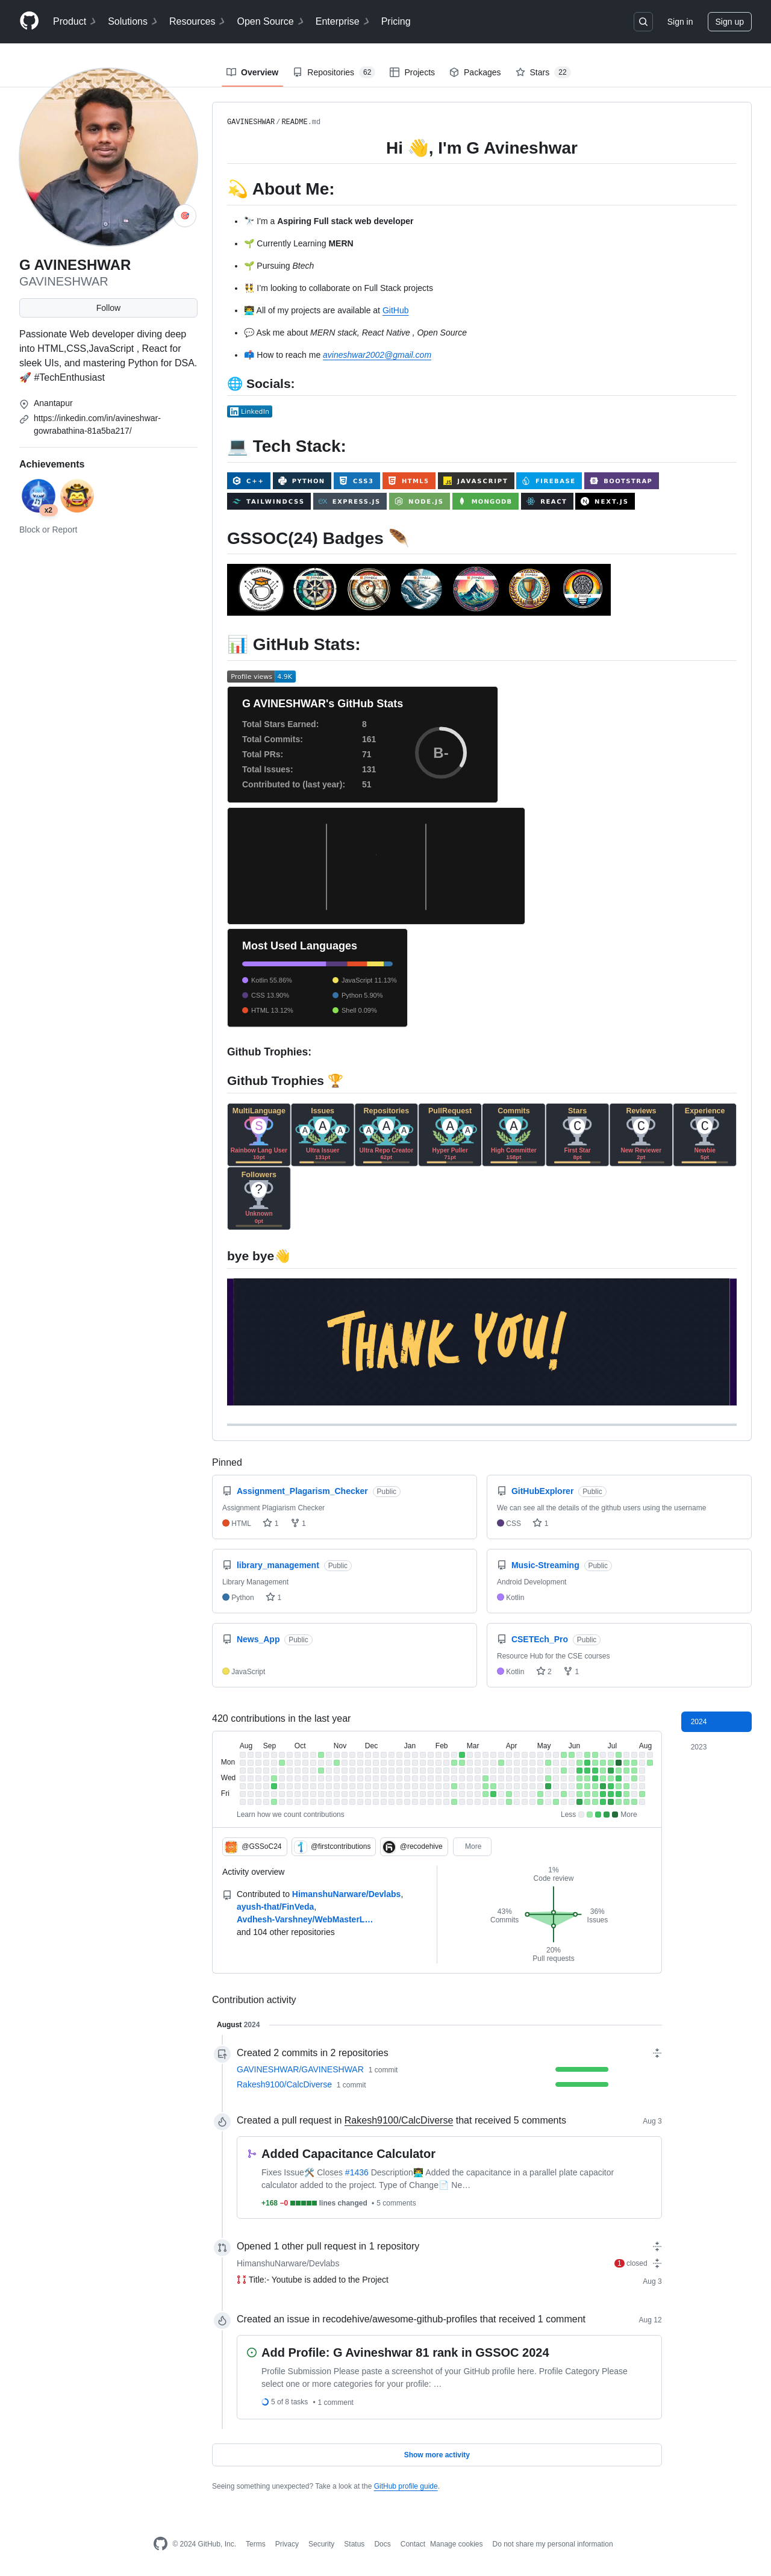 Product
Solutions
Resources
Open Source
Enterprise
Pricing
Sign in
Sign up
Overview
Repositories 62
Projects
Packages
Stars 22
G AVINESHWAR
GAVINESHWAR
Follow
Passionate Web developer diving deep
into HTML,CSS,JavaScript , React for
sleek UIs, and mastering Python for DSA.
🚀 #TechEnthusiast
Anantapur
https://inkedin.com/in/avineshwar-
gowrabathina-81a5ba217/
Achievements
x2
Block or Report
GAVINESHWAR / README.md
Hi 👋, I'm G Avineshwar
💫 About Me:
🔭 I'm a Aspiring Full stack web developer
🌱 Currently Learning MERN
🌱 Pursuing Btech
👯 I'm looking to collaborate on Full Stack projects
👨‍💻 All of my projects are available at GitHub
💬 Ask me about MERN stack, React Native , Open Source
📫 How to reach me avineshwar2002@gmail.com
🌐 Socials:
LinkedIn
💻 Tech Stack:
C++ PYTHON CSS3 HTML5 JAVASCRIPT FIREBASE BOOTSTRAP
TAILWINDCSS EXPRESS.JS NODE.JS MONGODB REACT NEXT.JS
GSSOC(24) Badges 🪶
POSTMAN
📊 GitHub Stats:
Profile views 4.9K
G AVINESHWAR's GitHub Stats
Total Stars Earned: 8
Total Commits: 161
Total PRs: 71
Total Issues: 131
Contributed to (last year): 51
B-
Most Used Languages
Kotlin 55.86%
JavaScript 11.13%
CSS 13.90%
Python 5.90%
HTML 13.12%
Shell 0.09%
Github Trophies:
Github Trophies 🏆
MultiLanguage Issues Repositories PullRequest Commits Stars Reviews Experience
S A A A A A A A A A C C C
Rainbow Lang User Ultra Issuer Ultra Repo Creator Hyper Puller High Committer First Star New Reviewer Newbie
10pt 131pt 62pt 71pt 158pt 8pt 2pt 5pt
Followers
?
Unknown
0pt
bye bye👋
THANK YOU!
Pinned
Assignment_Plagarism_Checker Public
Assignment Plagiarism Checker
HTML 1 1
GitHubExplorer Public
We can see all the details of the github users using the username
CSS 1
library_management Public
Library Management
Python 1
Music-Streaming Public
Android Development
Kotlin
News_App Public
JavaScript
CSETEch_Pro Public
Resource Hub for the CSE courses
Kotlin 2 1
420 contributions in the last year
2024
2023
Aug Sep Oct Nov Dec Jan Feb Mar Apr May Jun Jul Aug
Mon
Wed
Fri
Learn how we count contributions
Less More
@GSSoC24
@firstcontributions
@recodehive
More
Activity overview
Contributed to HimanshuNarware/Devlabs,
ayush-that/FinVeda,
Avdhesh-Varshney/WebMasterL…
and 104 other repositories
1%
Code review
43%
Commits
36%
Issues
20%
Pull requests
Contribution activity
August 2024
Created 2 commits in 2 repositories
GAVINESHWAR/GAVINESHWAR 1 commit
Rakesh9100/CalcDiverse 1 commit
Created a pull request in Rakesh9100/CalcDiverse that received 5 comments
Aug 3
Added Capacitance Calculator
Fixes Issue🛠️ Closes #1436 Description👨‍💻 Added the capacitance in a parallel plate capacitor
calculator added to the project. Type of Change📄 Ne…
+168 −0 lines changed • 5 comments
Opened 1 other pull request in 1 repository
HimanshuNarware/Devlabs
1 closed
Title:- Youtube is added to the Project
Aug 3
Created an issue in recodehive/awesome-github-profiles that received 1 comment
Aug 12
Add Profile: G Avineshwar 81 rank in GSSOC 2024
Profile Submission Please paste a screenshot of your GitHub profile here. Profile Category Please
select one or more categories for your profile: …
5 of 8 tasks • 1 comment
Show more activity
Seeing something unexpected? Take a look at the GitHub profile guide.
© 2024 GitHub, Inc.
Terms
Privacy
Security
Status
Docs
Contact
Manage cookies
Do not share my personal information